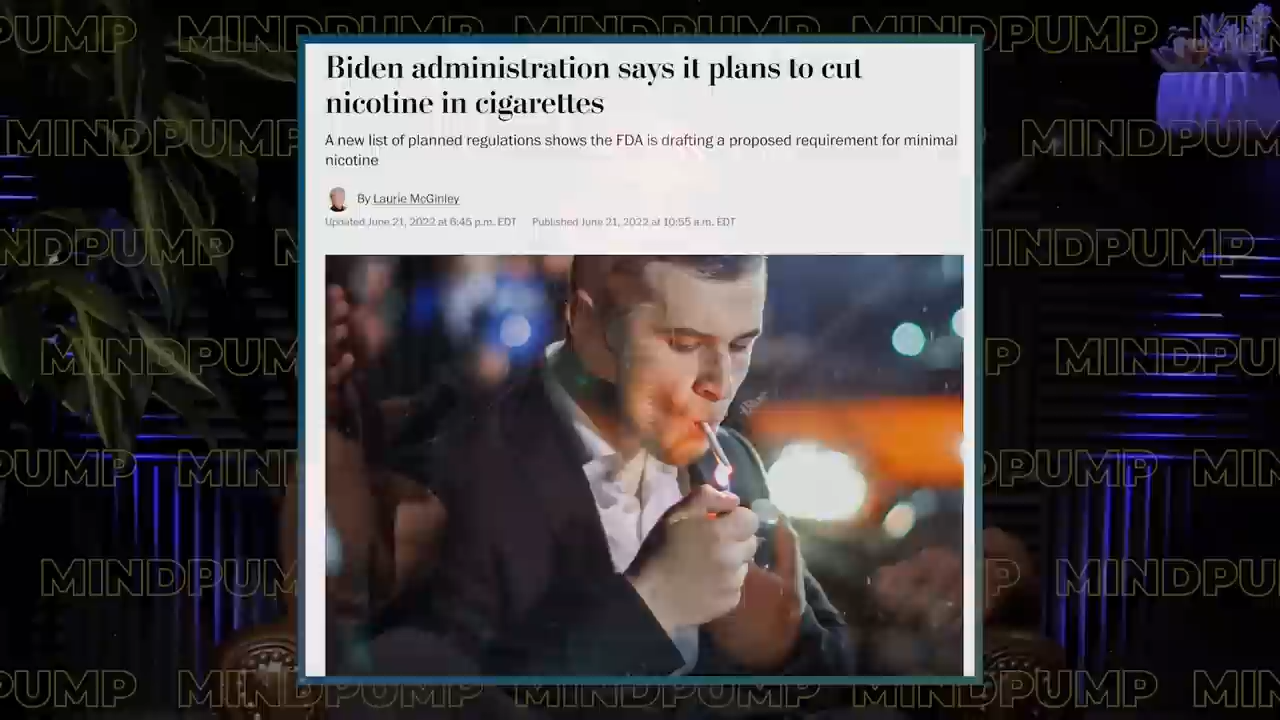 MINDPUMP
Biden administration says it plans to cut
nicotine in cigarettes
A new list of planned regulations shows the FDA is drafting a proposed requirement for minimal
nicotine
By Laurie McGinley
Updated June 21, 2022 at 6:45 p.m. EDT Published June 21, 2022 at 10:55 a.m. EDT